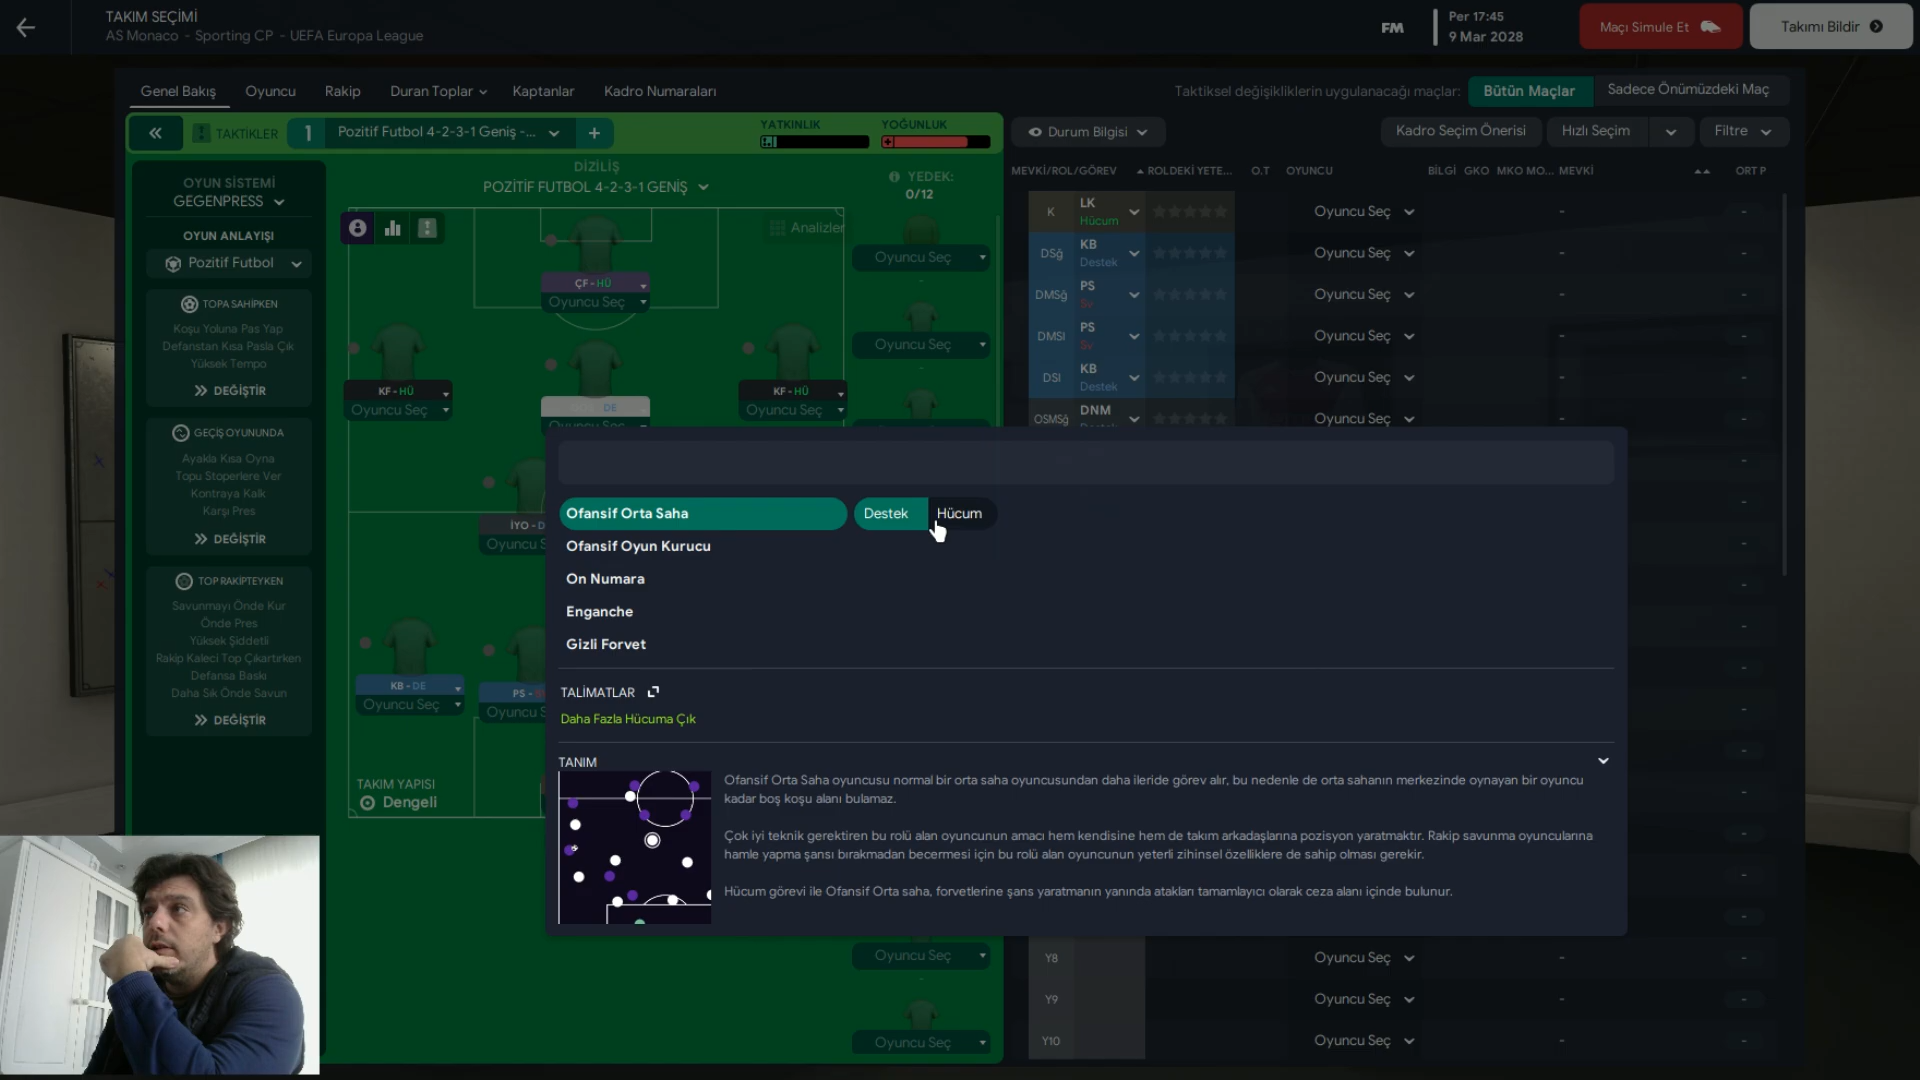 TAKIM SEÇİMİ
AS Monaco - Sporting CP - UEFA Europa League
FM
Per 17:45
9 Mar 2028
Maçı Simule Et
Takımı Bildir
Genel Bakış
Oyuncu
Rakip
Duran Toplar
Kaptanlar
Kadro Numaraları
Taktiksel değişikliklerin uygulanacağı maçlar:
Bütün Maçlar
Sadece Önümüzdeki Maç
TAKTİKLER
1
Pozitif Futbol 4-2-3-1 Geniş -...
YATKINLIK
YOĞUNLUK
Durum Bilgisi
Kadro Seçim Önerisi
Hızlı Seçim
Filtre
OYUN SİSTEMİ
GEGENPRESS
OYUN ANLAYIŞI
Pozitif Futbol
TOPA SAHİPKEN
Koşu Yoluna Pas Yap
Defanstan Kısa Pasla Çık
Yüksek Tempo
DEĞİŞTİR
GEÇİŞ OYUNUNDA
Ayakla Kısa Oyna
Topu Stoperlere Ver
Kontraya Kalk
Karşı Pres
DEĞİŞTİR
TOP RAKİPTEYKEN
Savunmayı Önde Kur
Önde Pres
Yüksek Şiddetli
Rakip Kaleci Top Çıkartırken
Defansa Baskı
Daha Sık Önde Savun
DEĞİŞTİR
DİZİLİŞ
POZİTİF FUTBOL 4-2-3-1 GENİŞ
Analizler
ÇF - HÜ
Oyuncu Seç
KF - HÜ
Oyuncu Seç
DE
Oyuncu Seç
KF - HÜ
Oyuncu Seç
İYO - D
Oyuncu S
KB - DE
Oyuncu Seç
PS -
Oyuncu S
TAKIM YAPISI
Dengeli
YEDEK:
0/12
Oyuncu Seç
-
Oyuncu Seç
-
Oyuncu Seç
-
Oyuncu Seç
MEVKİ/ROL/GÖREV
ROLDEKİ YETE...
O.T
OYUNCU
BİLGİ
GKO
MKO
MO...
MEVKİ
ORT P
K
LK
Hücum
Oyuncu Seç
-
-
DSğ
KB
Destek
Oyuncu Seç
-
-
DMSğ
PS
Sv
Oyuncu Seç
-
-
DMSl
PS
Sv
Oyuncu Seç
-
-
DSl
KB
Destek
Oyuncu Seç
-
-
OSMSğ
DNM
Oyuncu Seç
-
-
Ofansif Orta Saha
Destek
Hücum
Ofansif Oyun Kurucu
On Numara
Enganche
Gizli Forvet
TALİMATLAR
Daha Fazla Hücuma Çık
TANIM
Ofansif Orta Saha oyuncusu normal bir orta saha oyuncusundan daha ileride görev alır, bu nedenle de orta sahanın merkezinde oynayan bir oyuncu
kadar boş koşu alanı bulamaz.
Çok iyi teknik gerektiren bu rolü alan oyuncunun amacı hem kendisine hem de takım arkadaşlarına pozisyon yaratmaktır. Rakip savunma oyuncularına
hamle yapma şansı bırakmadan becermesi için bu rolü alan oyuncunun yeterli zihinsel özelliklere de sahip olması gerekir.
Hücum görevi ile Ofansif Orta saha, forvetlerine şans yaratmanın yanında atakları tamamlayıcı olarak ceza alanı içinde bulunur.
Y8
Oyuncu Seç
-
-
Y9
Oyuncu Seç
-
-
Y10
Oyuncu Seç
-
-